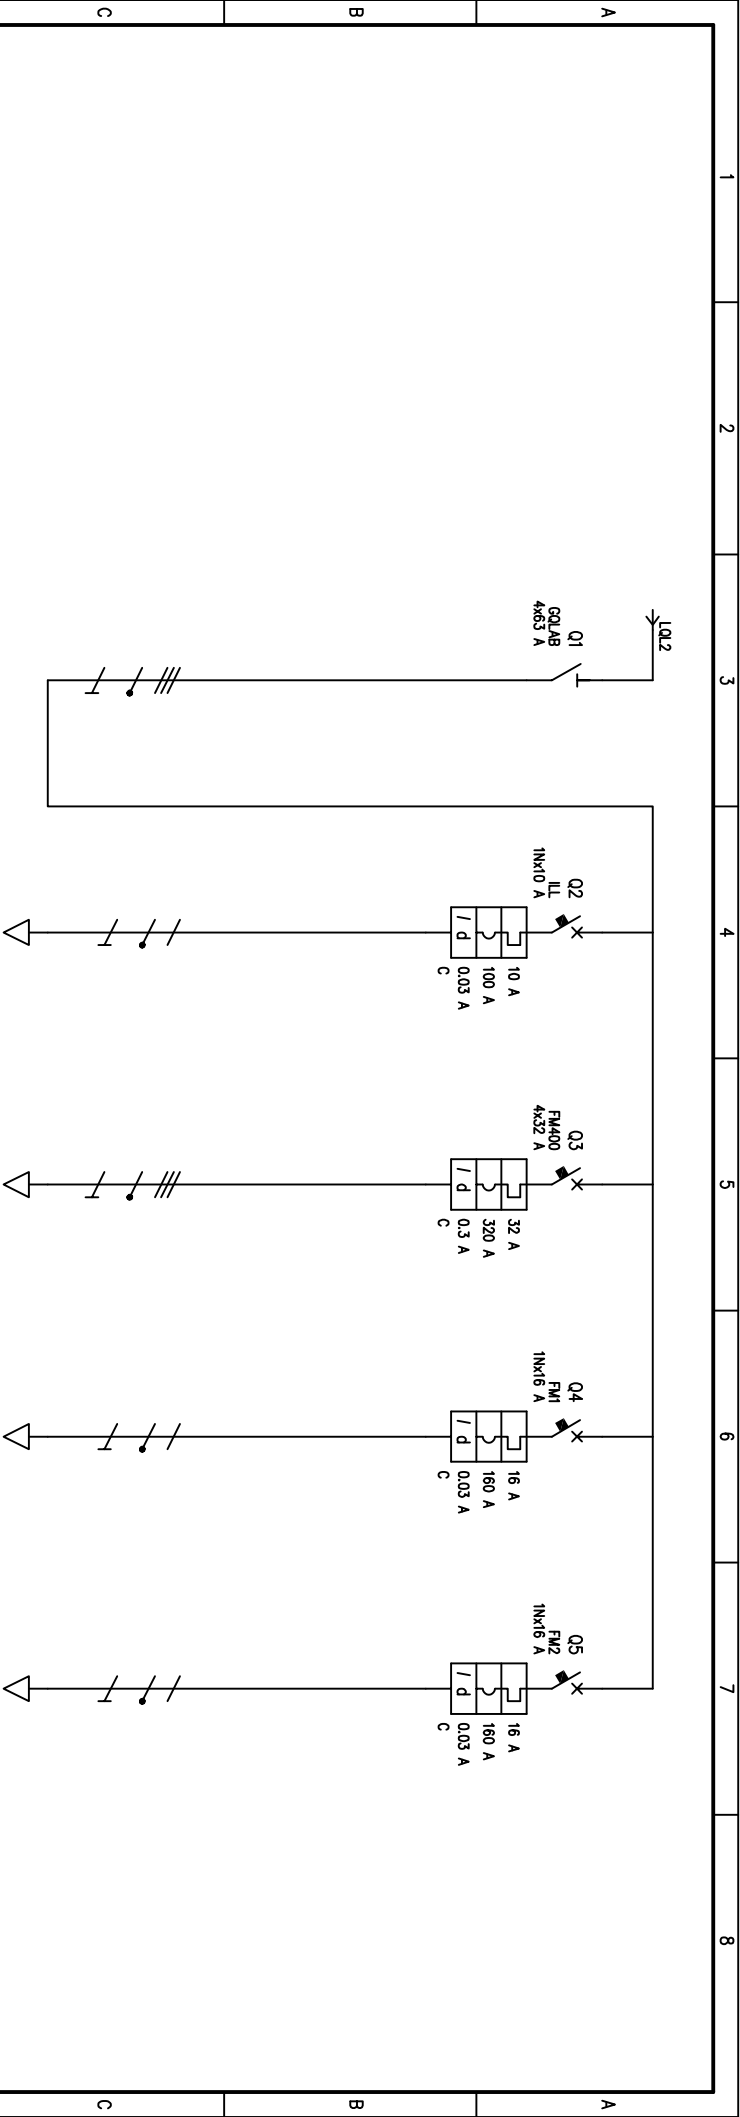 1
2
3
4
5
6
7
8
A
B
C
LQL2
Q1
GQLAB
4x63 A
Q2
ILL
1Nx10 A
10 A
100 A
0.03 A
C
I d
Q3
FM400
4x32 A
32 A
320 A
0.3 A
C
I d
Q4
FM1
1Nx16 A
16 A
160 A
0.03 A
C
I d
Q5
FM2
1Nx16 A
16 A
160 A
0.03 A
C
I d
A
B
C